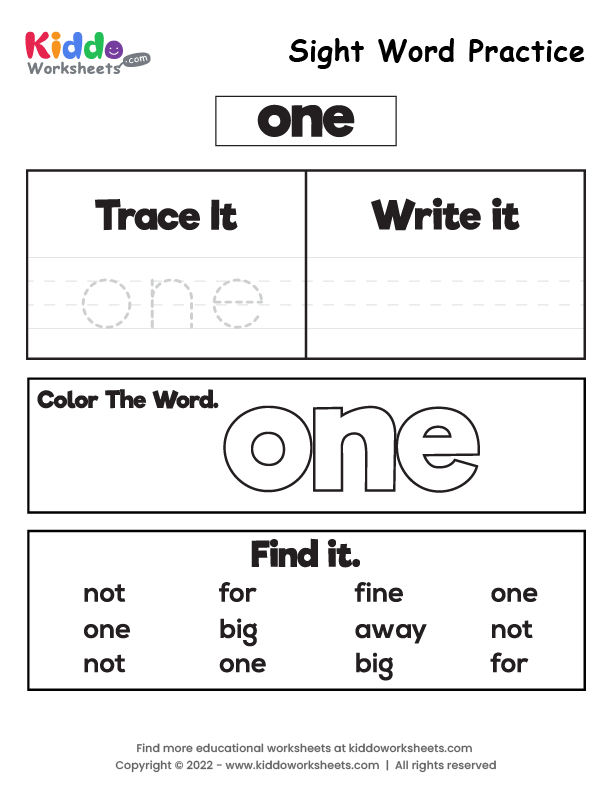 Kiddo
Worksheets .com
Sight Word Practice
one
Trace It Write it
one
Color The Word.
one
Find it.
not for fine one
one big away not
not one big for
Find more educational worksheets at kiddoworksheets.com
Copyright © 2022 - www.kiddoworksheets.com | All rights reserved